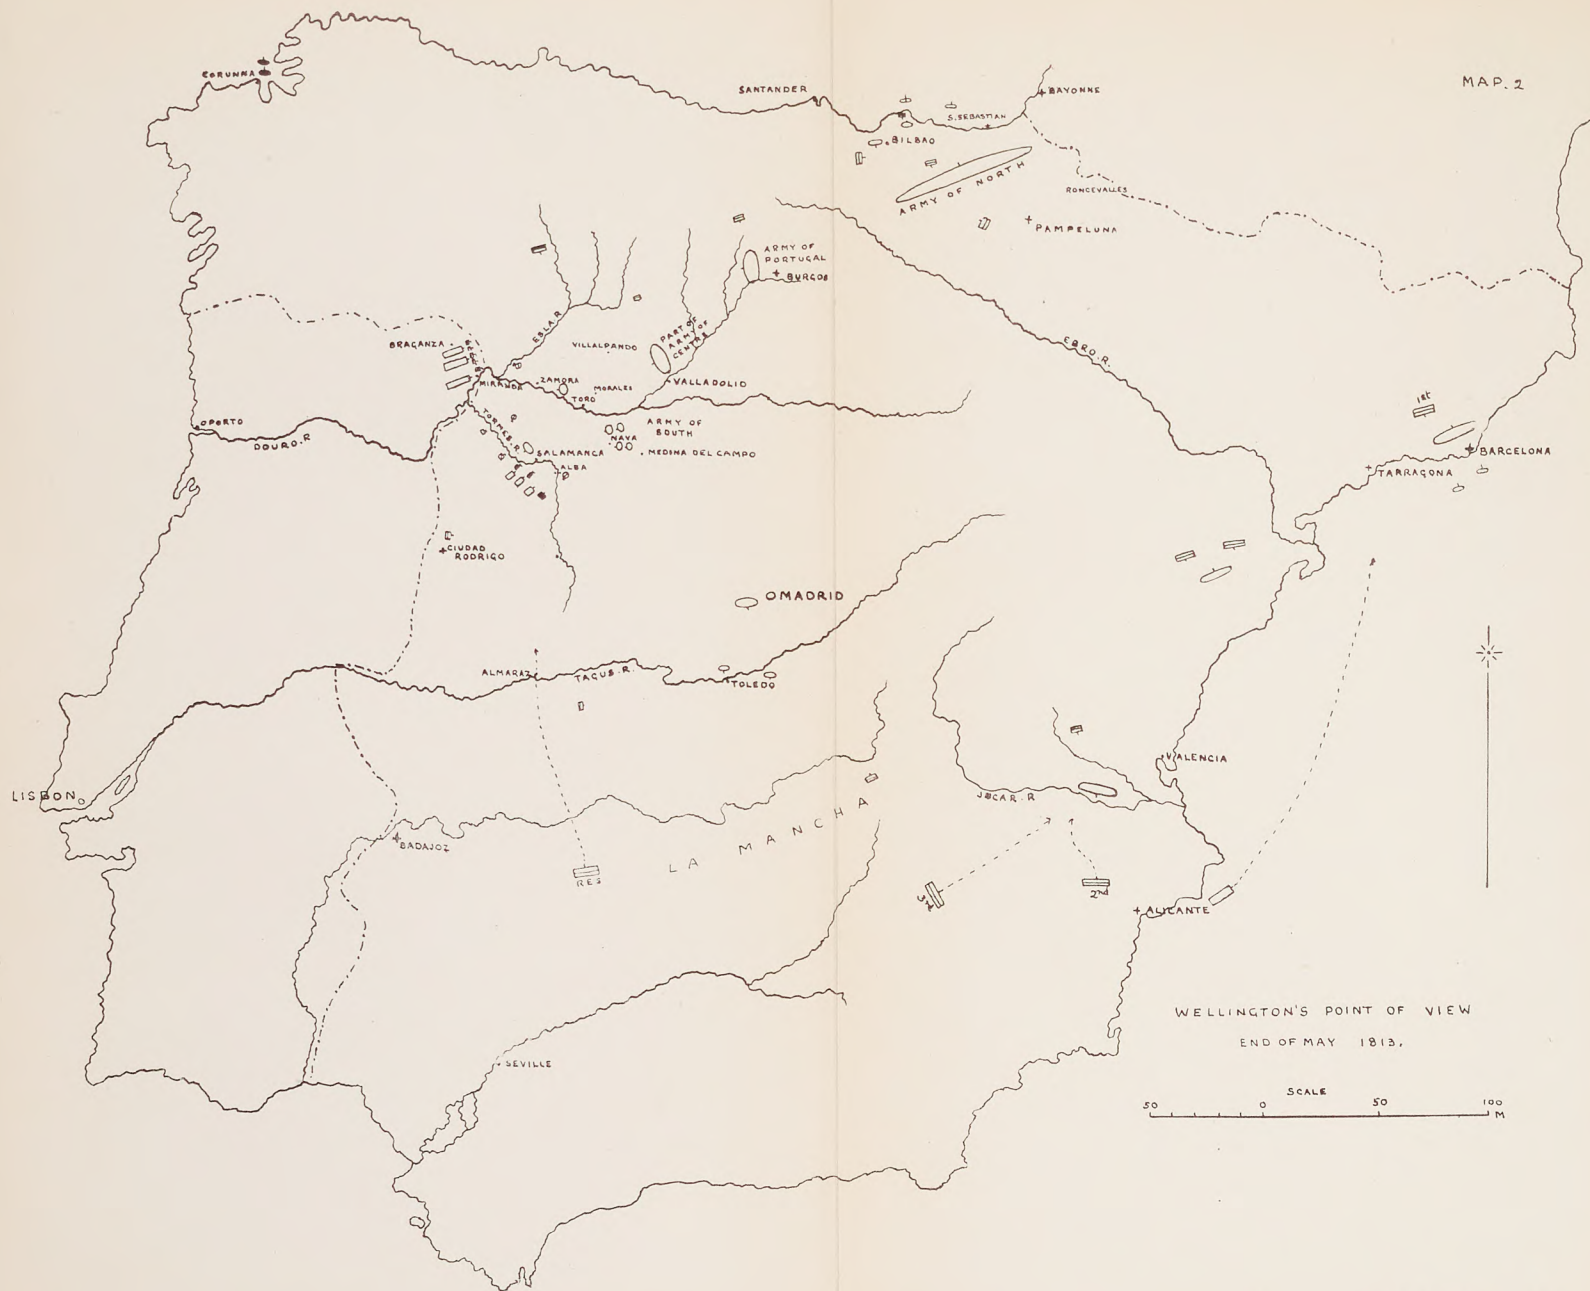 MAP. 2
CORUNNA
SANTANDER
BAYONNE
S. SEBASTIAN
BILBAO
ARMY OF NORTH
RONCEVALLES
PAMPELUNA
ARMY OF
PORTUGAL
BURGOS
ESLA.R.
VILLALPANDO
PART OF
ARMY OF
CENTRE
BRAGANZA
MIRANDA
ZAMORA
MORALES
TORO
VALLADOLID
EBRO.R.
1st
OPORTO
DOURO.R
TORMES.R.
ARMY OF
SOUTH
NAVA
SALAMANCA
MEDINA DEL CAMPO
ALBA
BARCELONA
TARRAGONA
CIUDAD
RODRIGO
MADRID
ALMARAZ
TAGUS.R.
TOLEDO
VALENCIA
LISBON
JUCAR.R
LA MANCHA
BADAJOZ
RES
3rd
2nd
ALICANTE
WELLINGTON'S POINT OF VIEW
END OF MAY 1813.
SEVILLE
SCALE
50 0 50 100
M